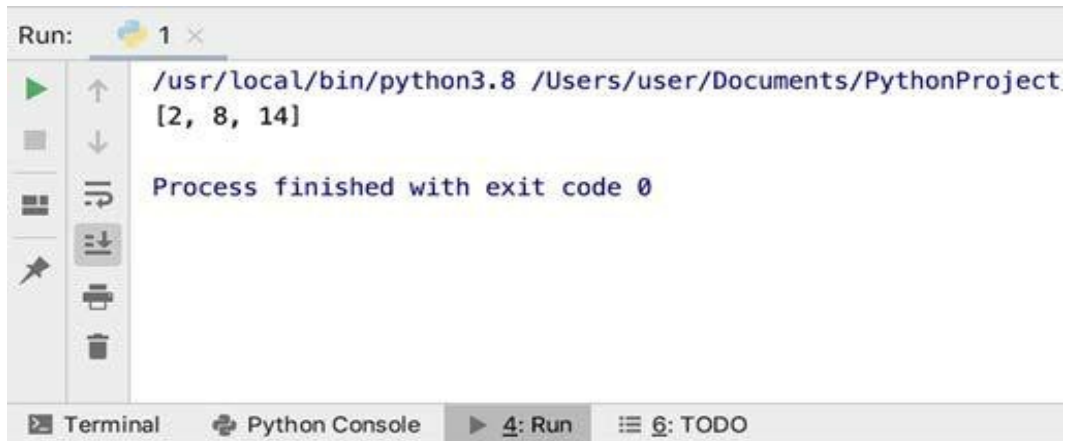 Run: 1
/usr/local/bin/python3.8 /Users/user/Documents/PythonProject
[2, 8, 14]
Process finished with exit code 0
Terminal Python Console 4: Run 6: TODO